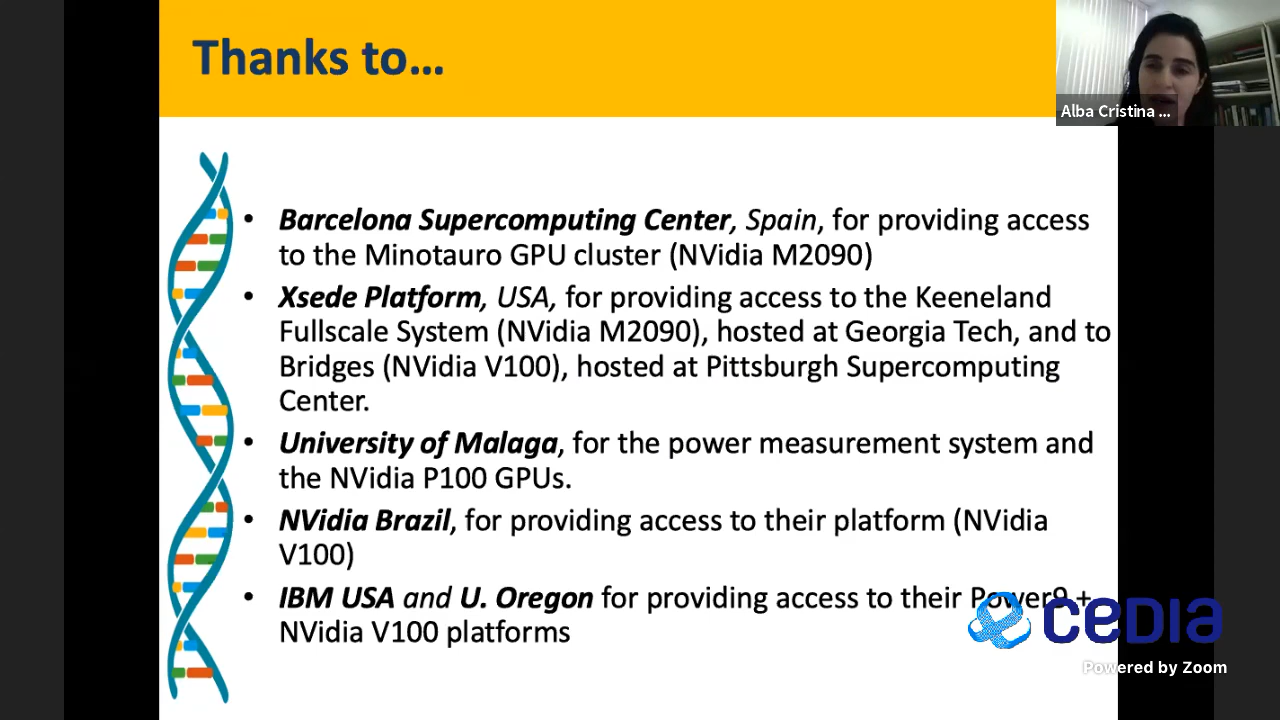 Thanks to...
Alba Cristina ...
• Barcelona Supercomputing Center, Spain, for providing access
to the Minotauro GPU cluster (NVidia M2090)
• Xsede Platform, USA, for providing access to the Keeneland
Fullscale System (NVidia M2090), hosted at Georgia Tech, and to
Bridges (NVidia V100), hosted at Pittsburgh Supercomputing
Center.
• University of Malaga, for the power measurement system and
the NVidia P100 GPUs.
• NVidia Brazil, for providing access to their platform (NVidia
V100)
• IBM USA and U. Oregon for providing access to their Power9 +
NVidia V100 platforms
cedia
Powered by Zoom